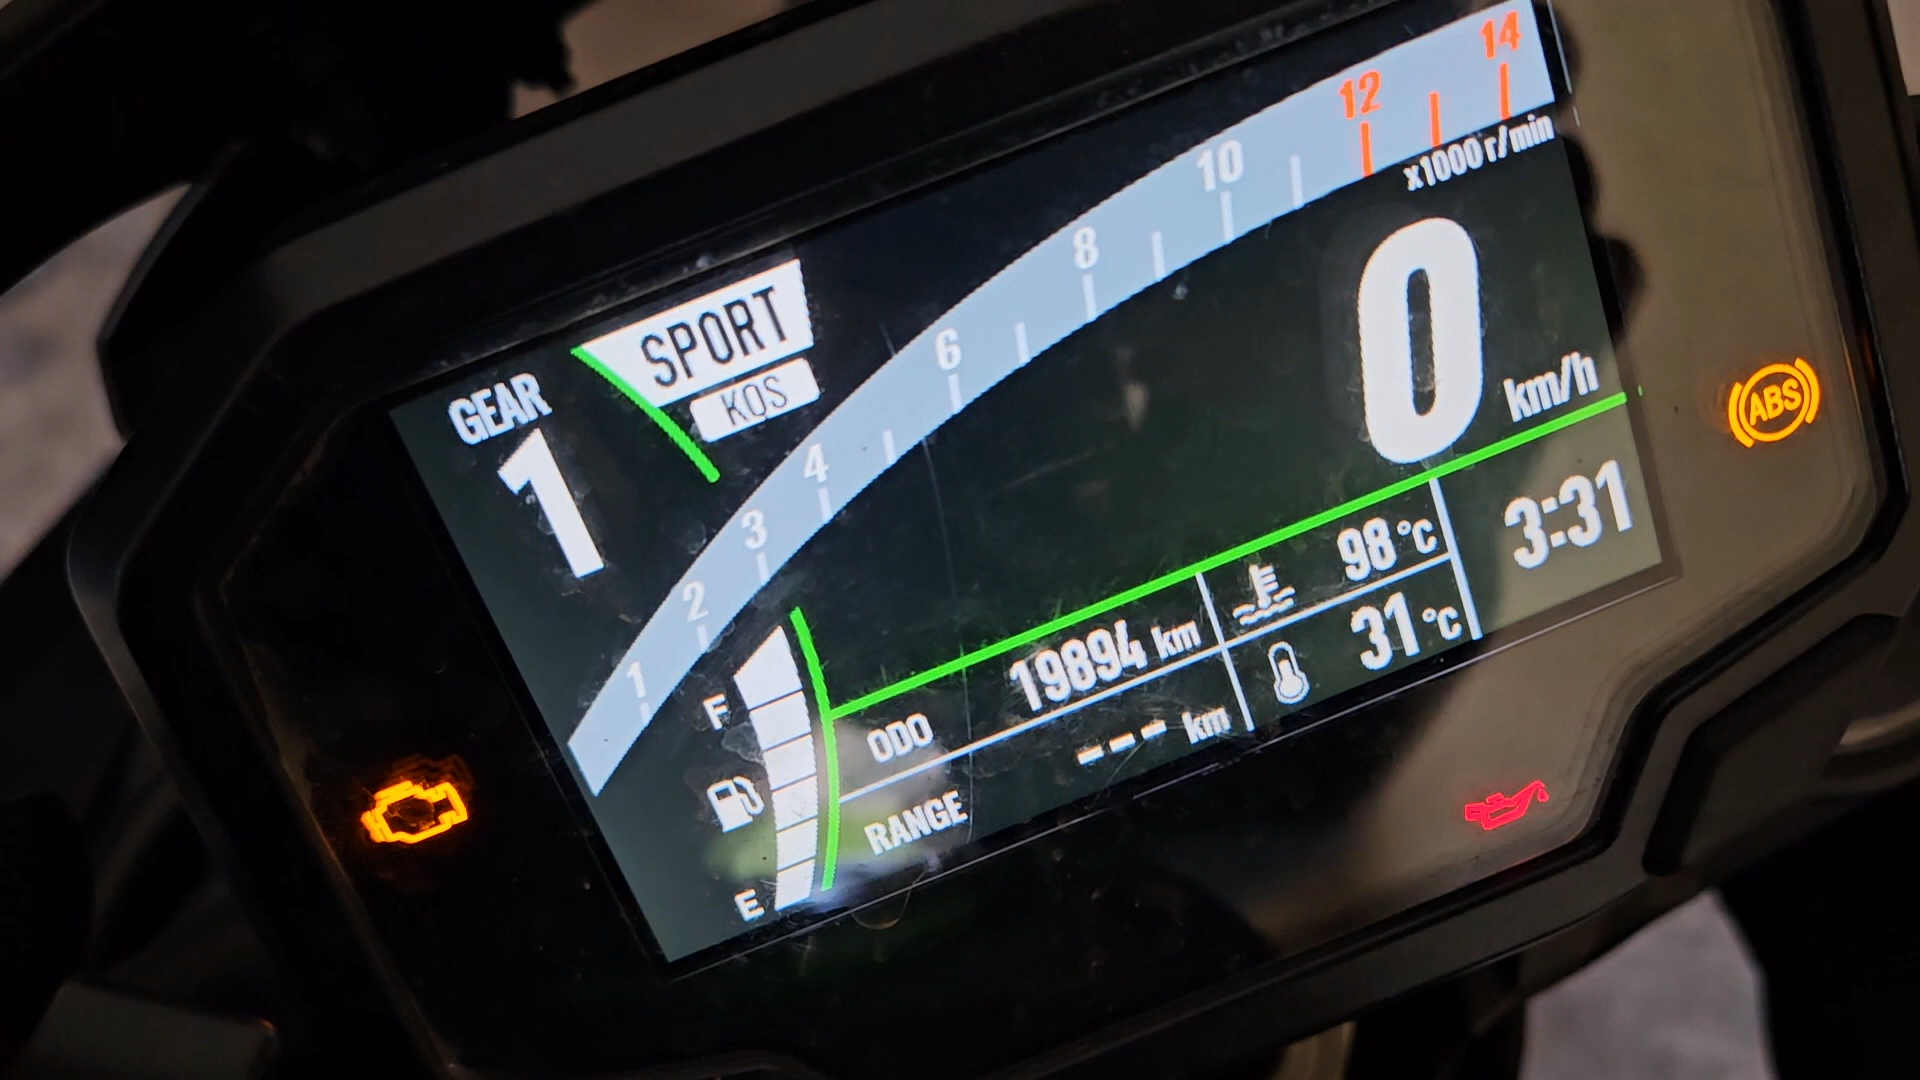 GEAR
1
SPORT
KQS
1
2
3
4
6
8
10
12
14
x1000 r/min
0
km/h
ABS
3:31
98 °C
31 °C
ODO 19894 km
RANGE --- km
F
E